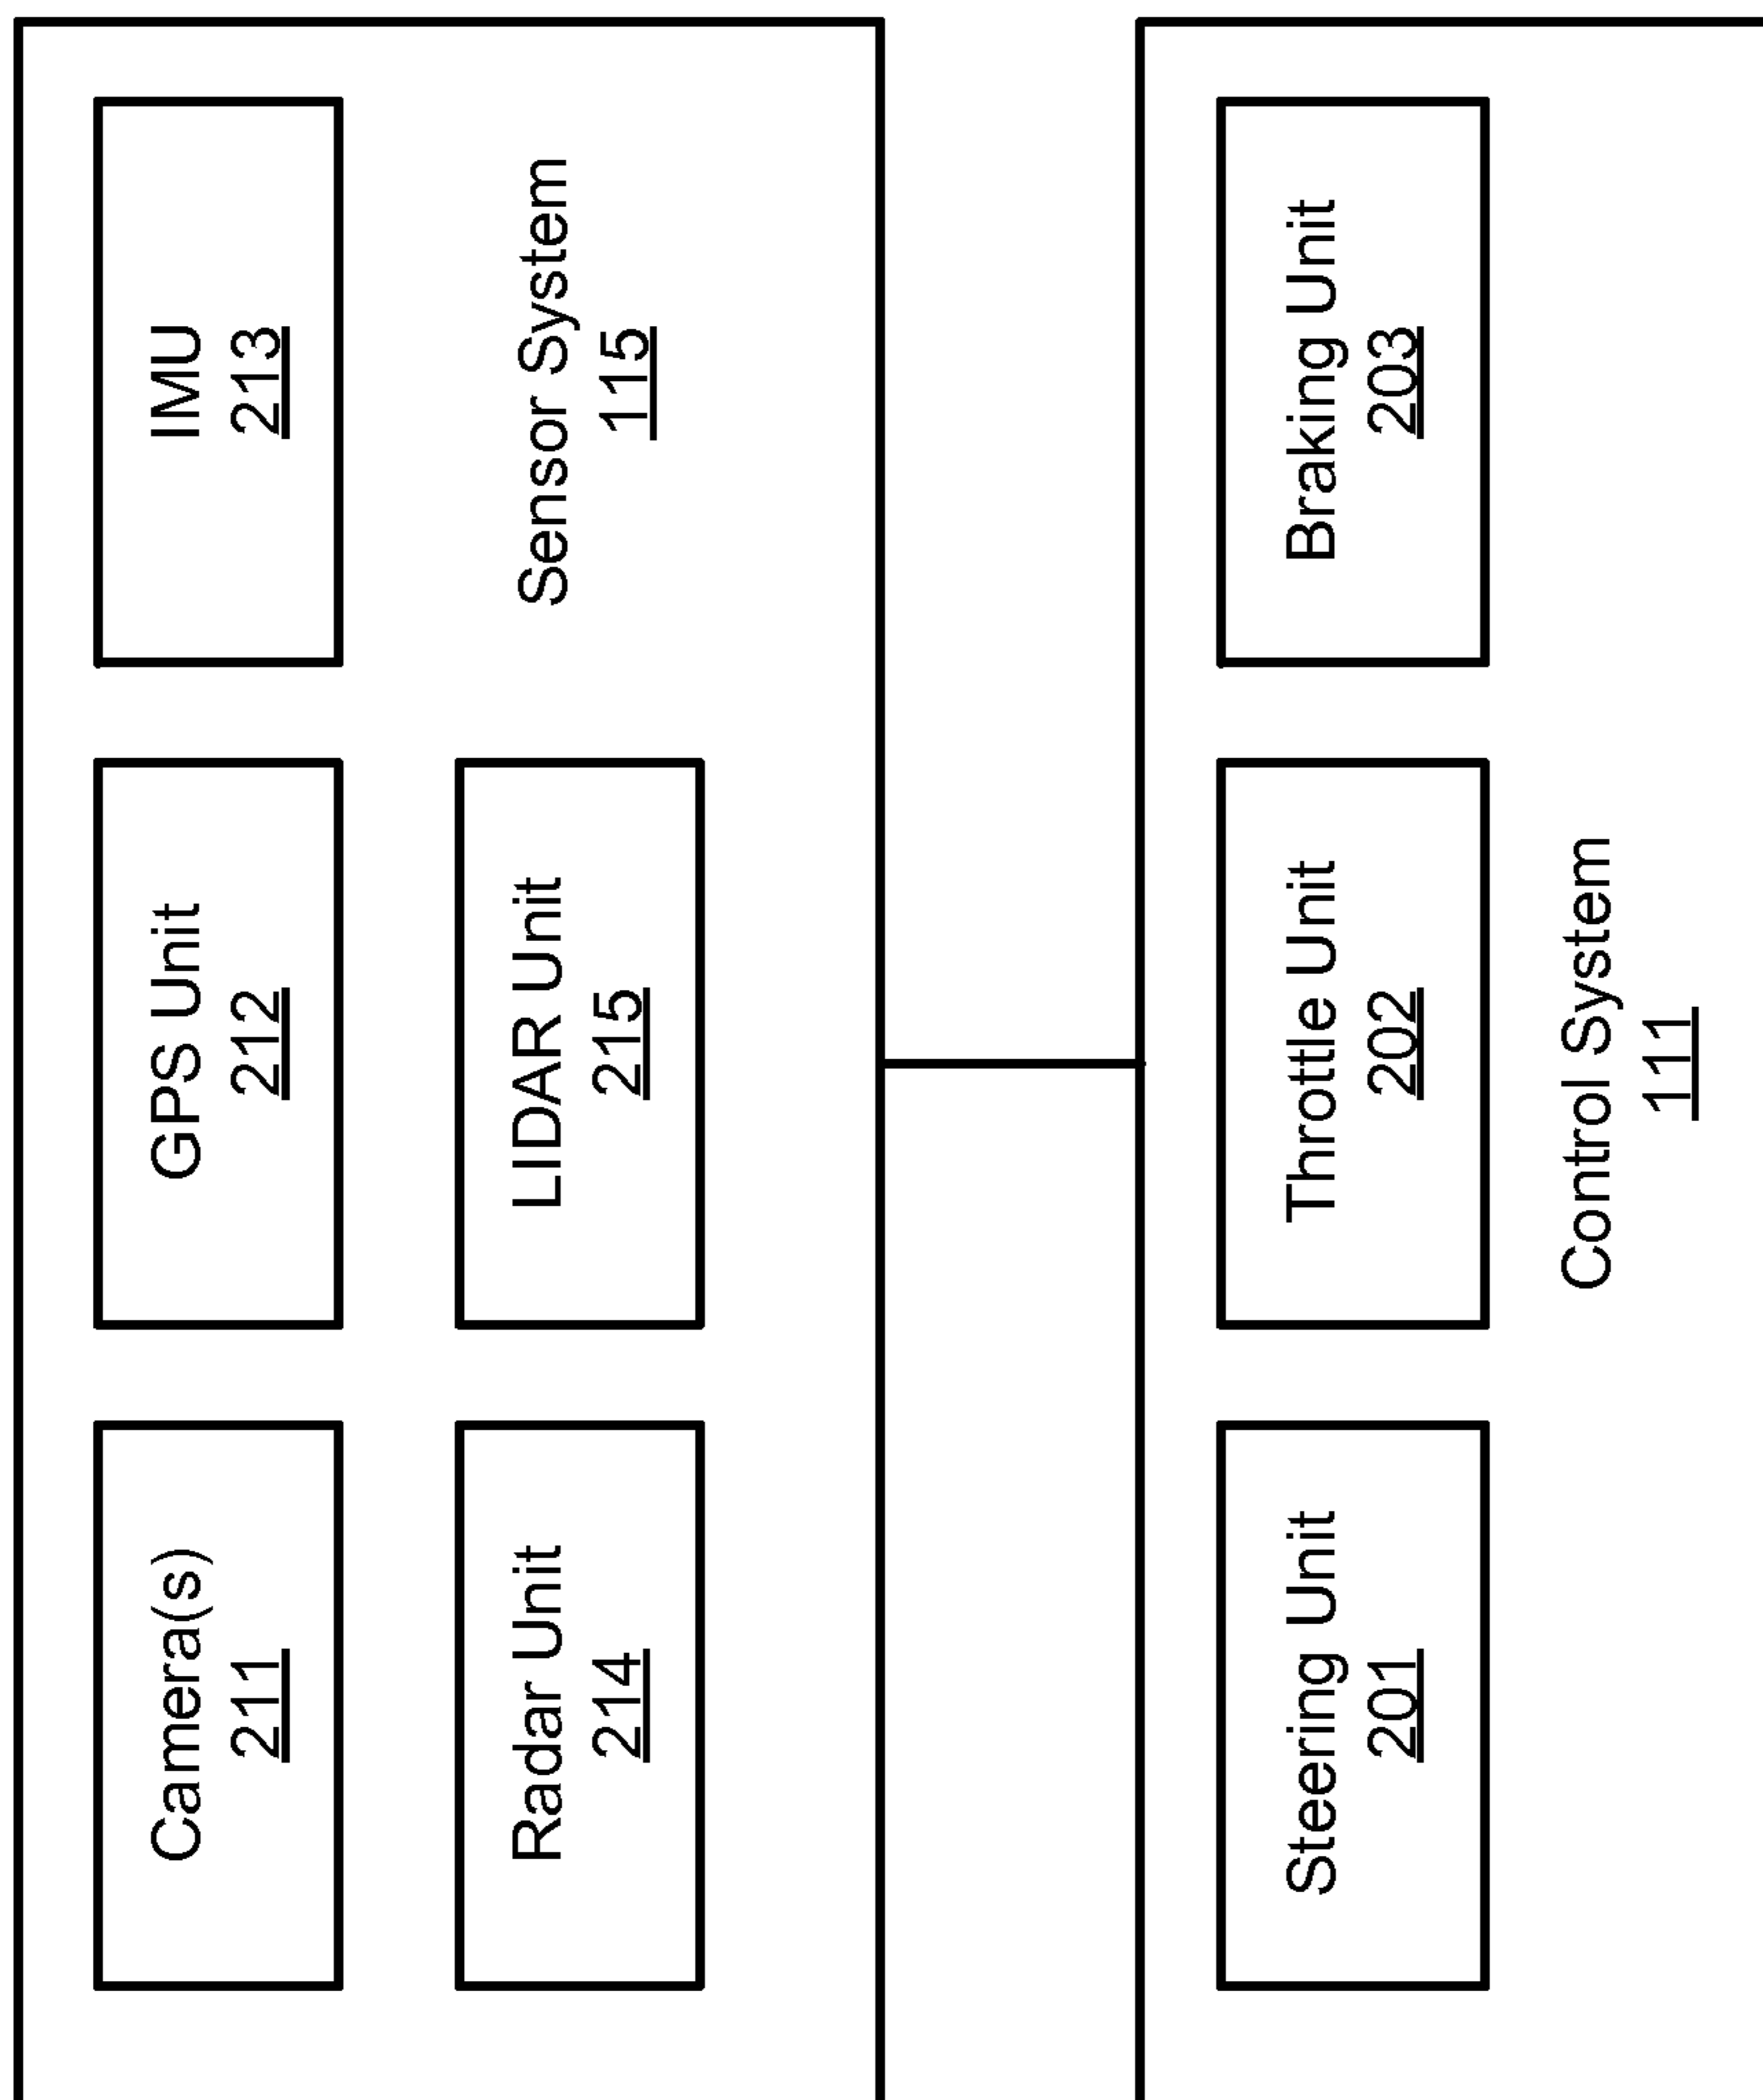 Camera(s)
211
GPS Unit
212
IMU
213
Radar Unit
214
LIDAR Unit
215
Sensor System
115
Steering Unit
201
Throttle Unit
202
Braking Unit
203
Control System
111